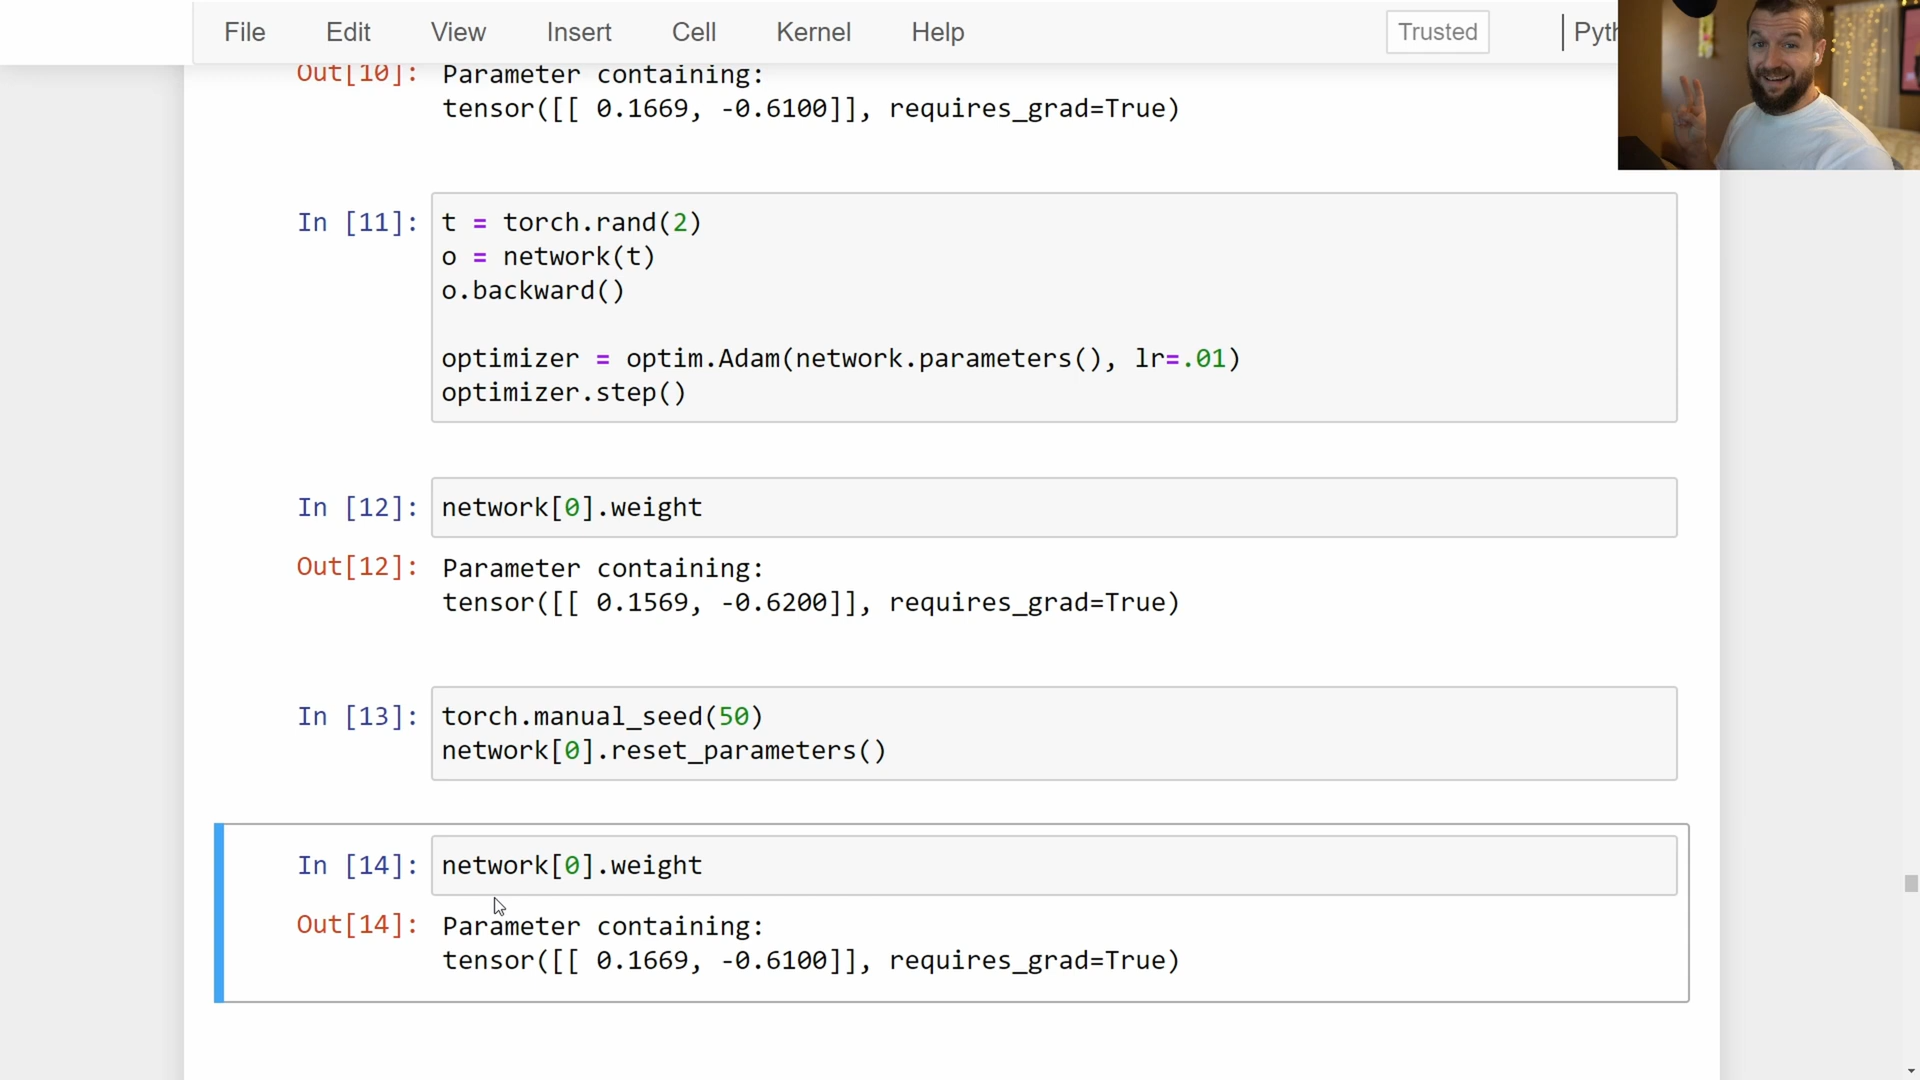 File Edit View Insert Cell Kernel Help Trusted
Out[10]: Parameter containing:
tensor([[ 0.1669, -0.6100]], requires_grad=True)
In [11]: t = torch.rand(2)
o = network(t)
o.backward()
optimizer = optim.Adam(network.parameters(), lr=.01)
optimizer.step()
In [12]: network[0].weight
Out[12]: Parameter containing:
tensor([[ 0.1569, -0.6200]], requires_grad=True)
In [13]: torch.manual_seed(50)
network[0].reset_parameters()
In [14]: network[0].weight
Out[14]: Parameter containing:
tensor([[ 0.1669, -0.6100]], requires_grad=True)